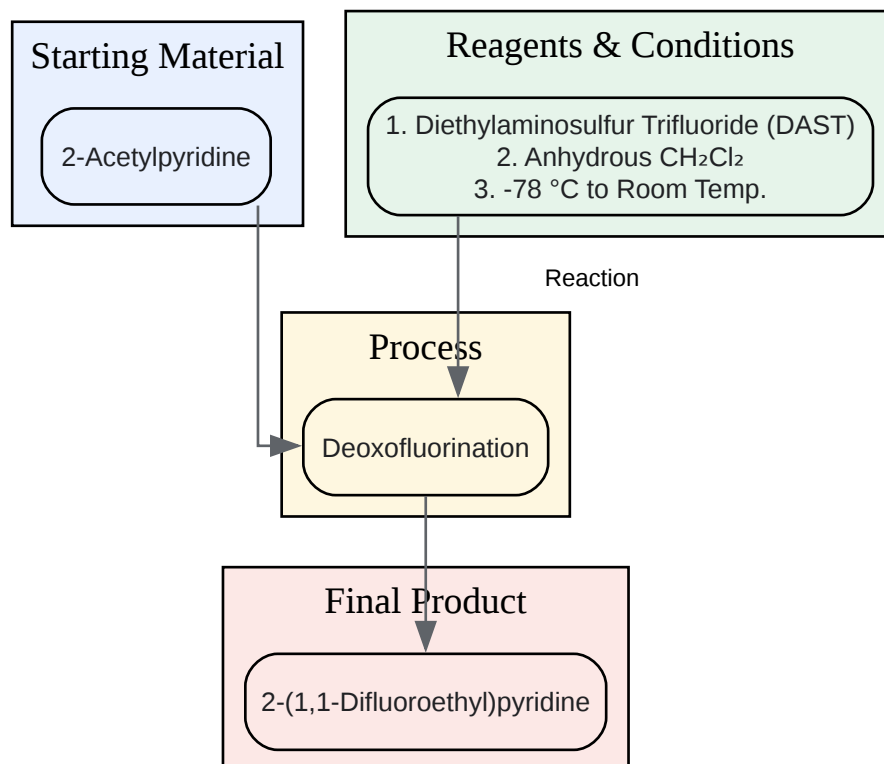 Starting Material
2-Acetylpyridine
Reagents & Conditions
1. Diethylaminosulfur Trifluoride (DAST)
2. Anhydrous CH₂Cl₂
3. -78 °C to Room Temp.
Reaction
Process
Deoxofluorination
Final Product
2-(1,1-Difluoroethyl)pyridine